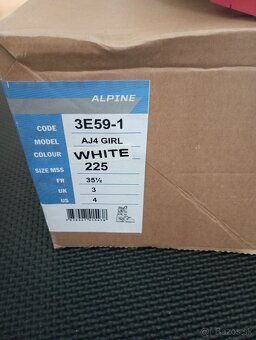 ALPINE
CODE 3E59-1
MODEL AJ4 GIRL
COLOUR WHITE
SIZE MSS 225
FR 35½
UK 3
US 4